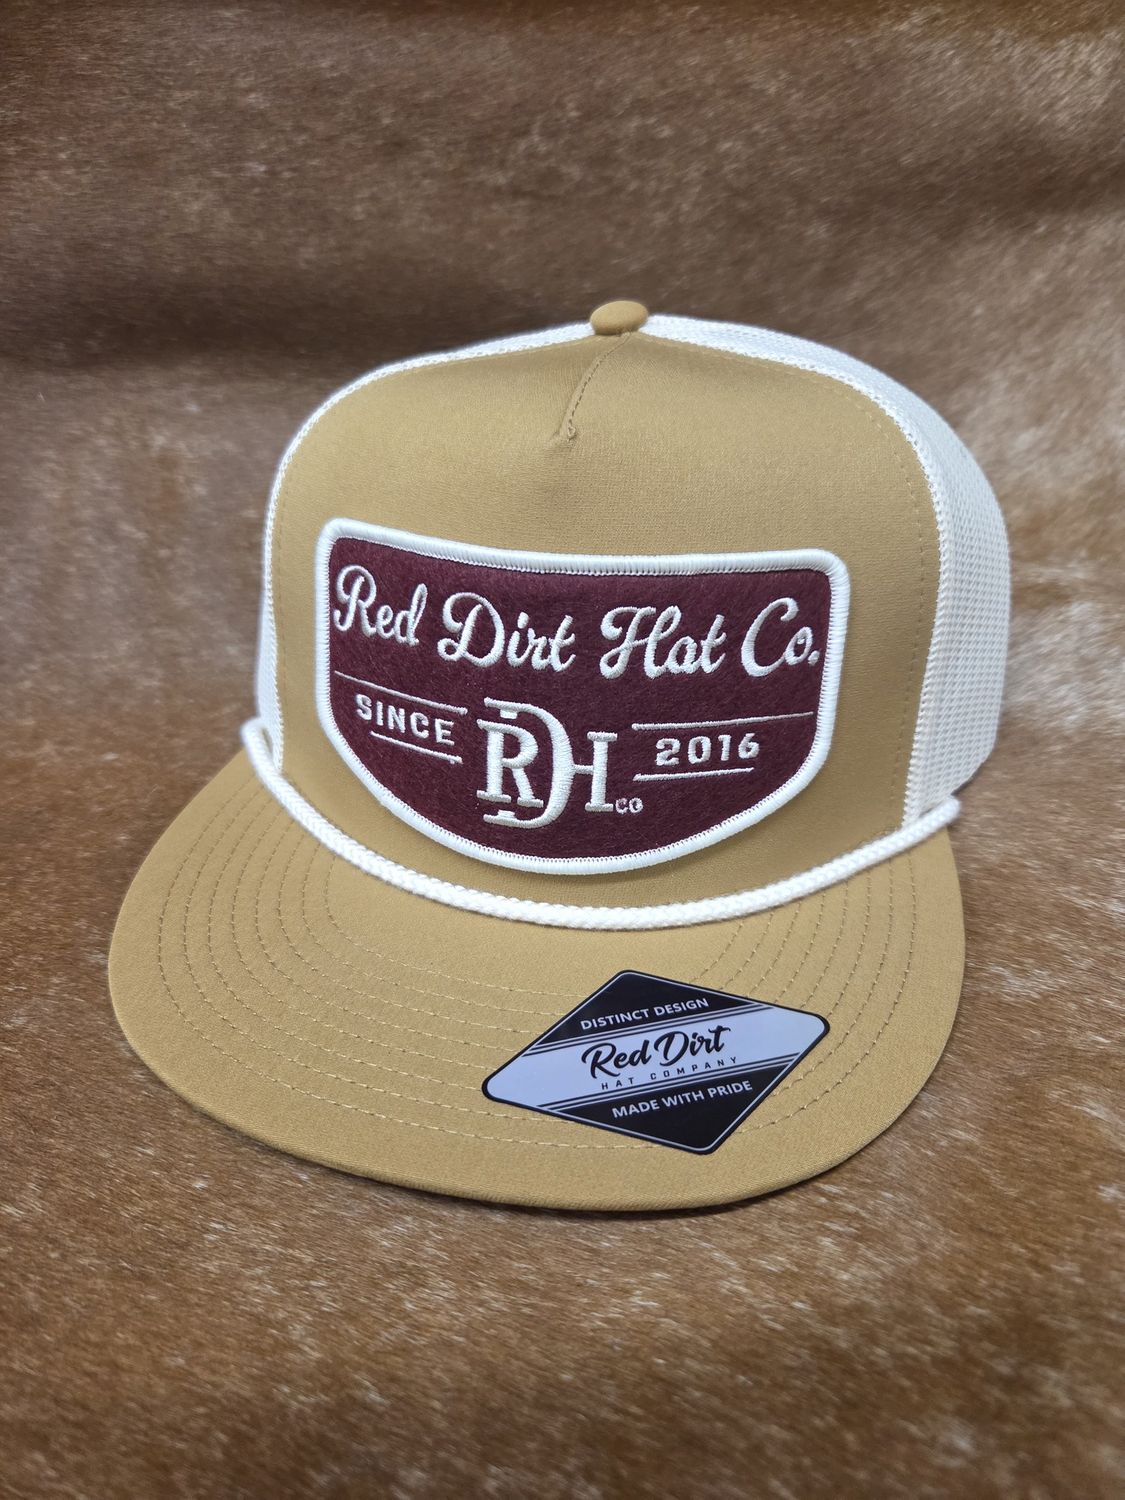 Red Dirt Hat Co.
SINCE RDH CO 2016
DISTINCT DESIGN
Red Dirt
HAT COMPANY
MADE WITH PRIDE